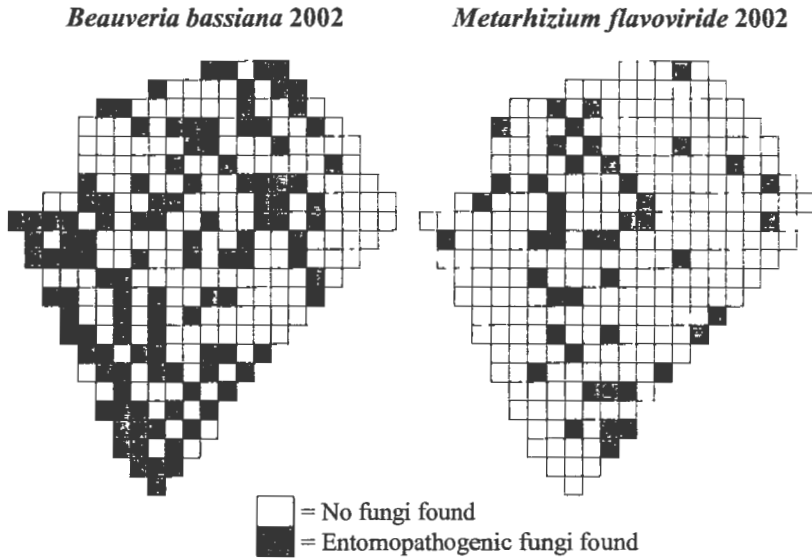 Beauveria bassiana 2002
Metarhizium flavoviride 2002
= No fungi found
= Entomopathogenic fungi found